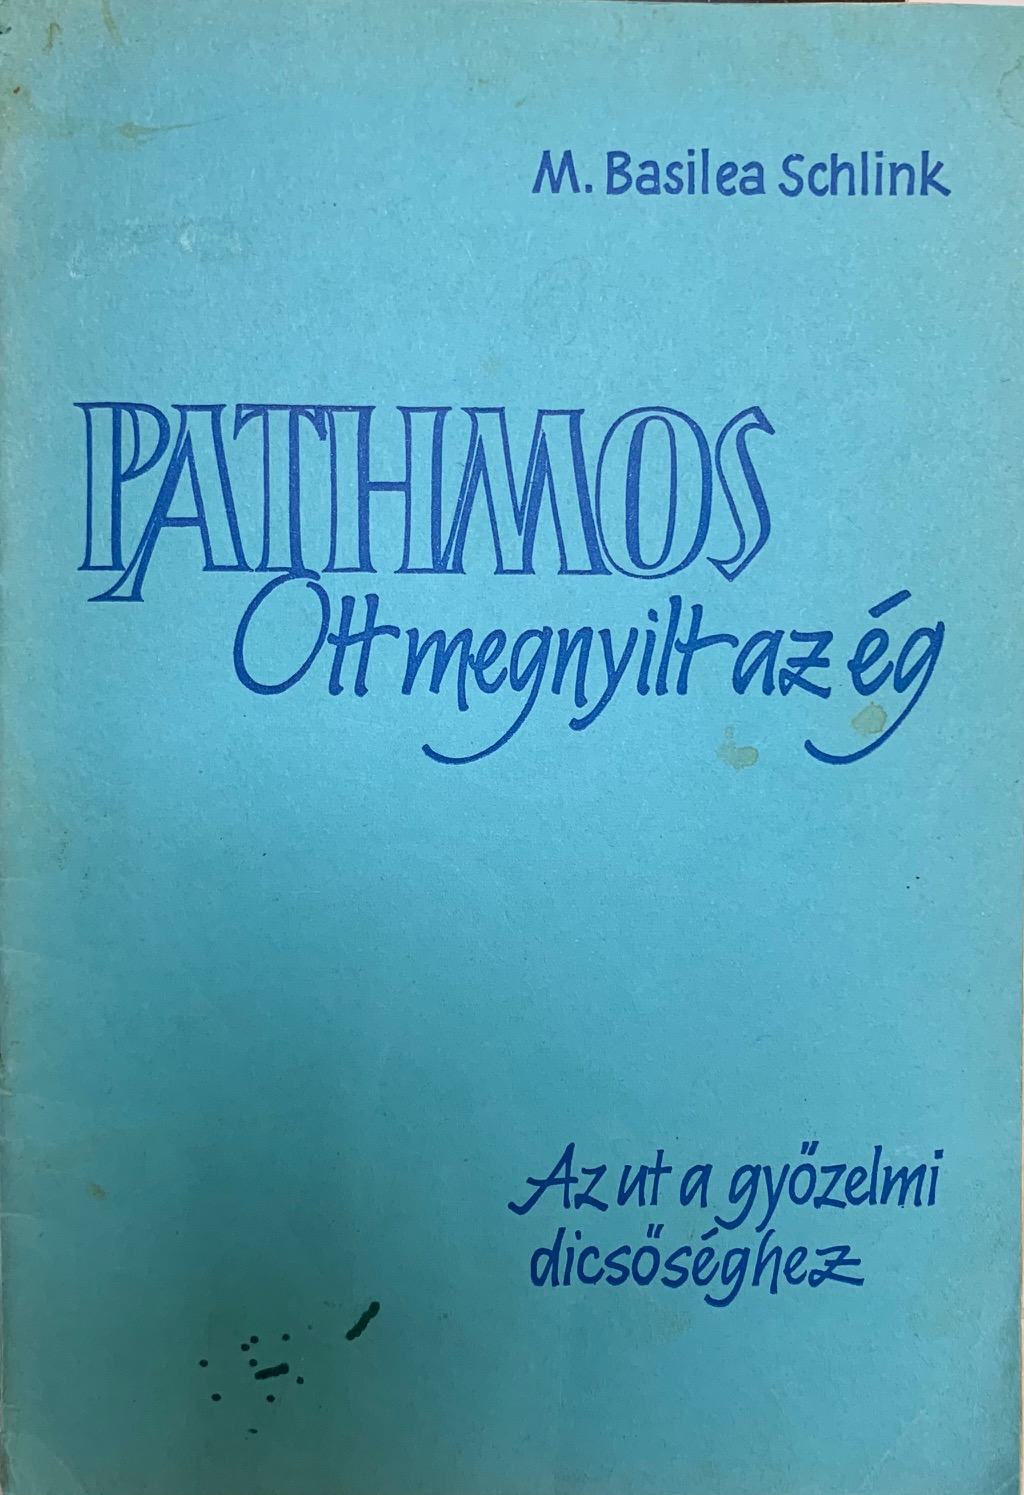 M. Basilea Schlink
PATHMOS
Ott megnyilt az ég
Az ut a győzelmi
dicsőséghez